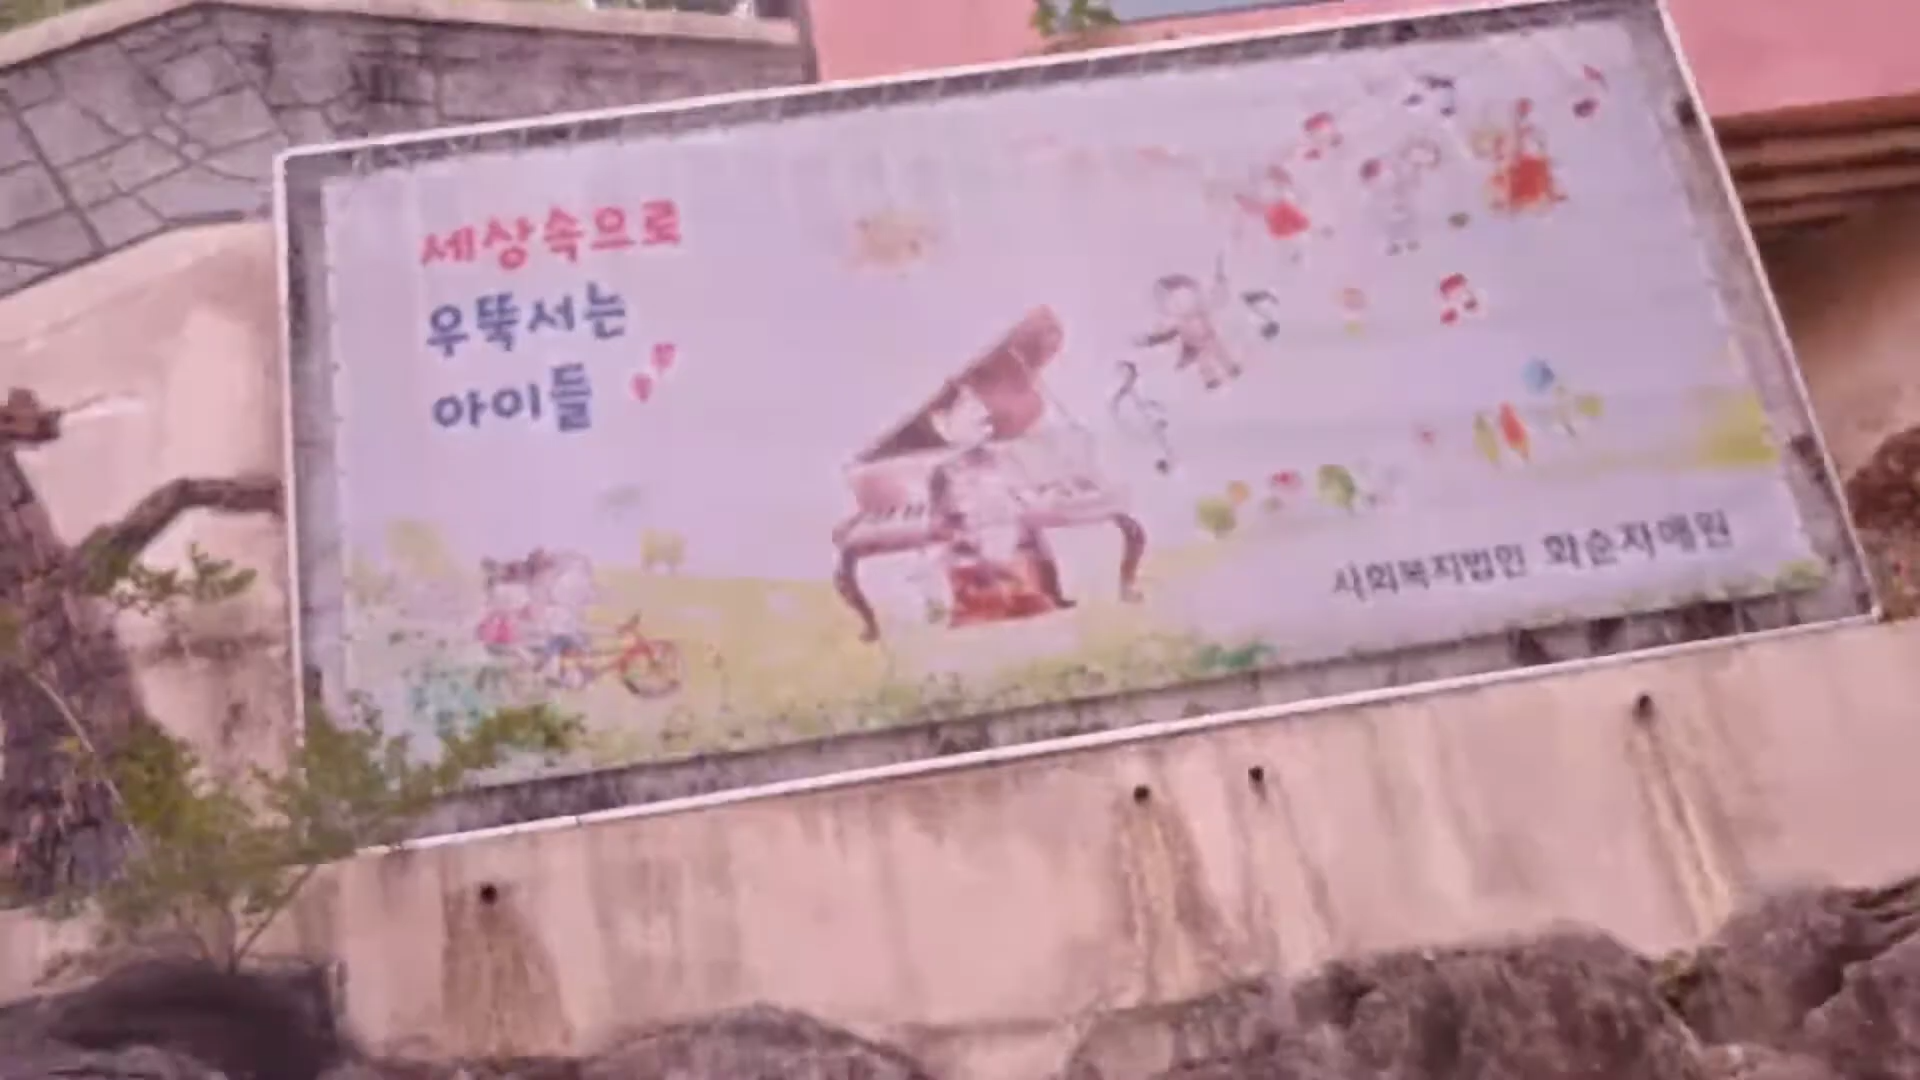 세상속으로
우뚝서는
아이들
사회복지법인 화순자애원